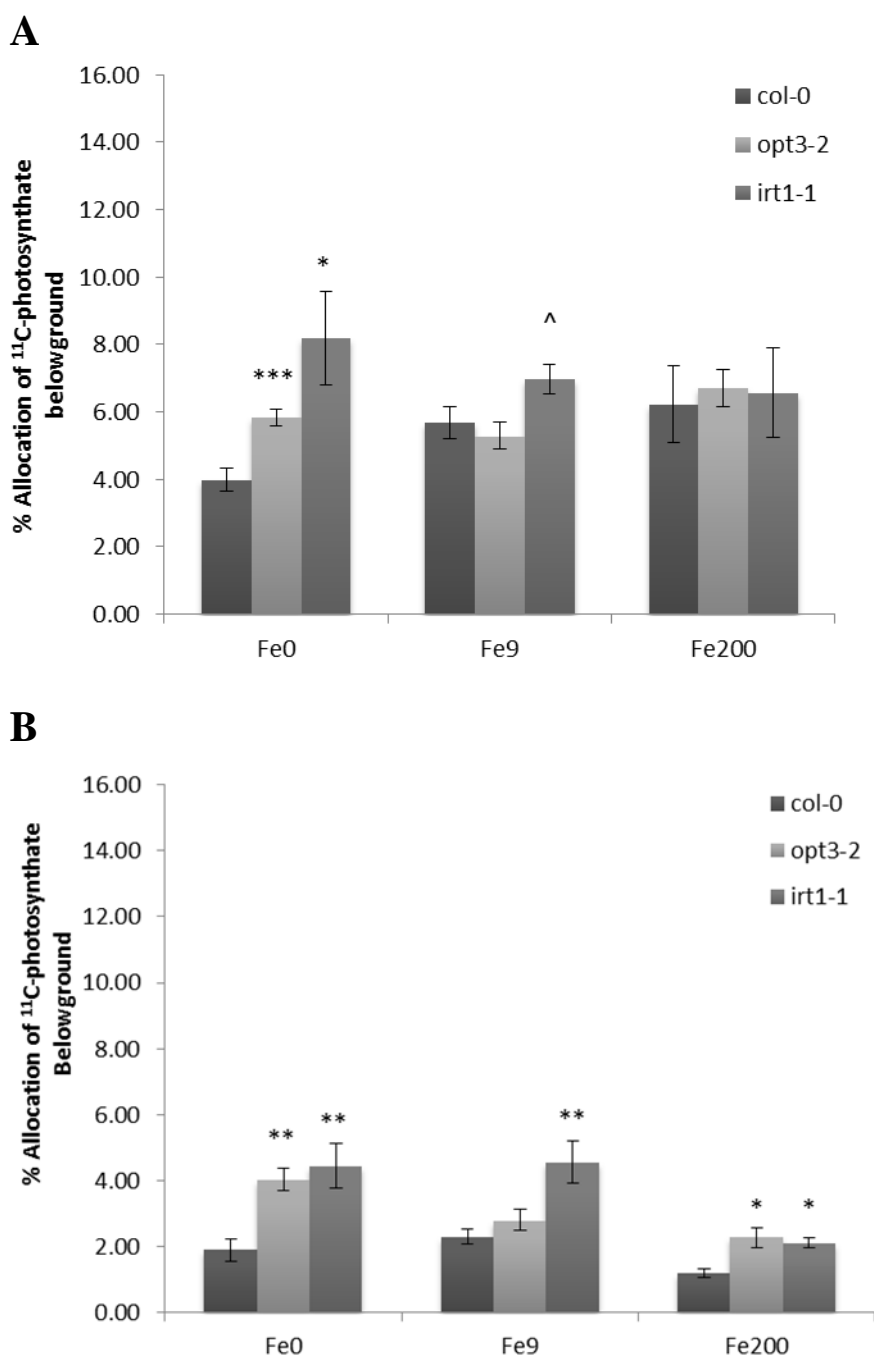 A
% Allocation of ¹¹C-photosynthate
belowground
16.00
14.00
12.00
10.00
8.00
6.00
4.00
2.00
0.00
col-0
opt3-2
irt1-1
***
*
^
Fe0
Fe9
Fe200
B
% Allocation of ¹¹C-photosynthate
Belowground
16.00
14.00
12.00
10.00
8.00
6.00
4.00
2.00
0.00
col-0
opt3-2
irt1-1
**
**
**
*
*
Fe0
Fe9
Fe200